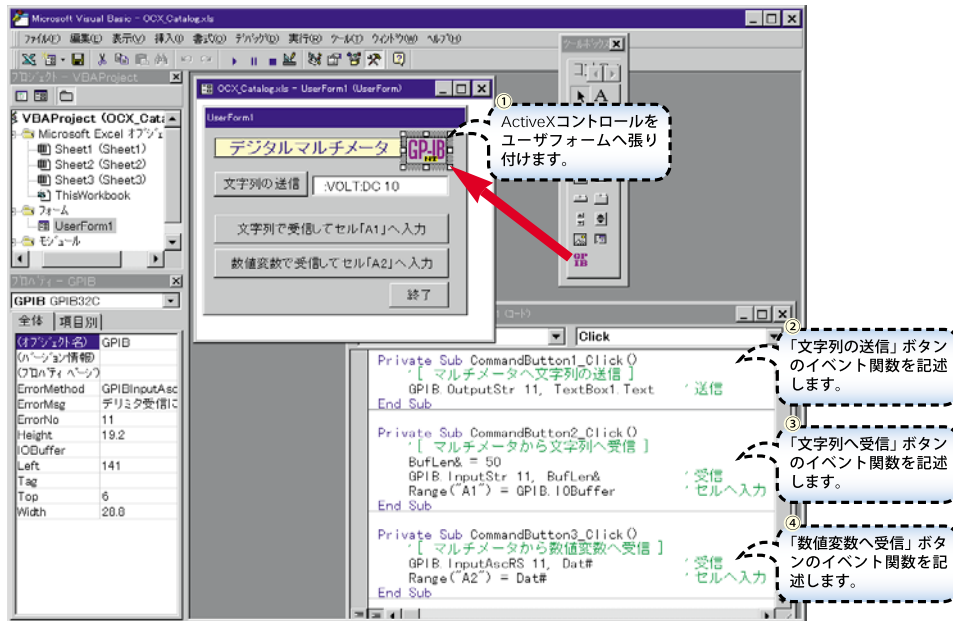 Microsoft Visual Basic - OCX_Catalog.xls
ﾌｧｲﾙ(F) 編集(E) 表示(V) 挿入(I) 書式(O) ﾃﾞﾊﾞｯｸﾞ(D) 実行(R) ﾂｰﾙ(T) ｳｨﾝﾄﾞｳ(W) ﾍﾙﾌﾟ(H)
ﾌﾟﾛｼﾞｪｸﾄ - VBAProject
VBAProject (OCX_Cat
Microsoft Excel ｵﾌﾞｼﾞｪ
Sheet1 (Sheet1)
Sheet2 (Sheet2)
Sheet3 (Sheet3)
ThisWorkbook
ﾌｫｰﾑ
UserForm1
ﾓｼﾞｭｰﾙ
ﾌﾟﾛﾊﾟﾃｨ - GPIB
GPIB GPIB32C
全体 項目別
(ｵﾌﾞｼﾞｪｸﾄ名) GPIB
(ﾊﾞｰｼﾞｮﾝ情報)
(ﾌﾟﾛﾊﾟﾃｨ ﾍﾟｰｼﾞ)
ErrorMethod GPIBInputAsc
ErrorMsg デリミタ受信に
ErrorNo 11
Height 19.2
IOBuffer
Left 141
Tag
Top 6
Width 28.8
OCX_Catalog.xls - UserForm1 (UserForm)
UserForm1
デジタルマルチメータ
GP-IB
文字列の送信 :VOLT:DC 10
文字列で受信してセル「A1」へ入力
数値変数で受信してセル「A2」へ入力
終了
ﾂｰﾙﾎﾞｯｸｽ
A
GP
IB
①
ActiveXコントロールを
ユーザフォームへ張り
付けます。
(ｺｰﾄﾞ)
Click
Private Sub CommandButton1_Click()
'[ マルチメータへ文字列の送信 ]
GPIB.OutputStr 11, TextBox1.Text ' 送信
End Sub
Private Sub CommandButton2_Click()
'[ マルチメータから文字列へ受信 ]
BufLen& = 50
GPIB.InputStr 11, BufLen& ' 受信
Range("A1") = GPIB.IOBuffer ' セルへ入力
End Sub
Private Sub CommandButton3_Click()
'[ マルチメータから数値変数へ受信 ]
GPIB.InputAscRS 11, Dat# ' 受信
Range("A2") = Dat# ' セルへ入力
End Sub
②
「文字列の送信」ボタン
のイベント関数を記述
します。
③
「文字列へ受信」ボタン
のイベント関数を記述
します。
④
「数値変数へ受信」ボタ
ンのイベント関数を記
述します。